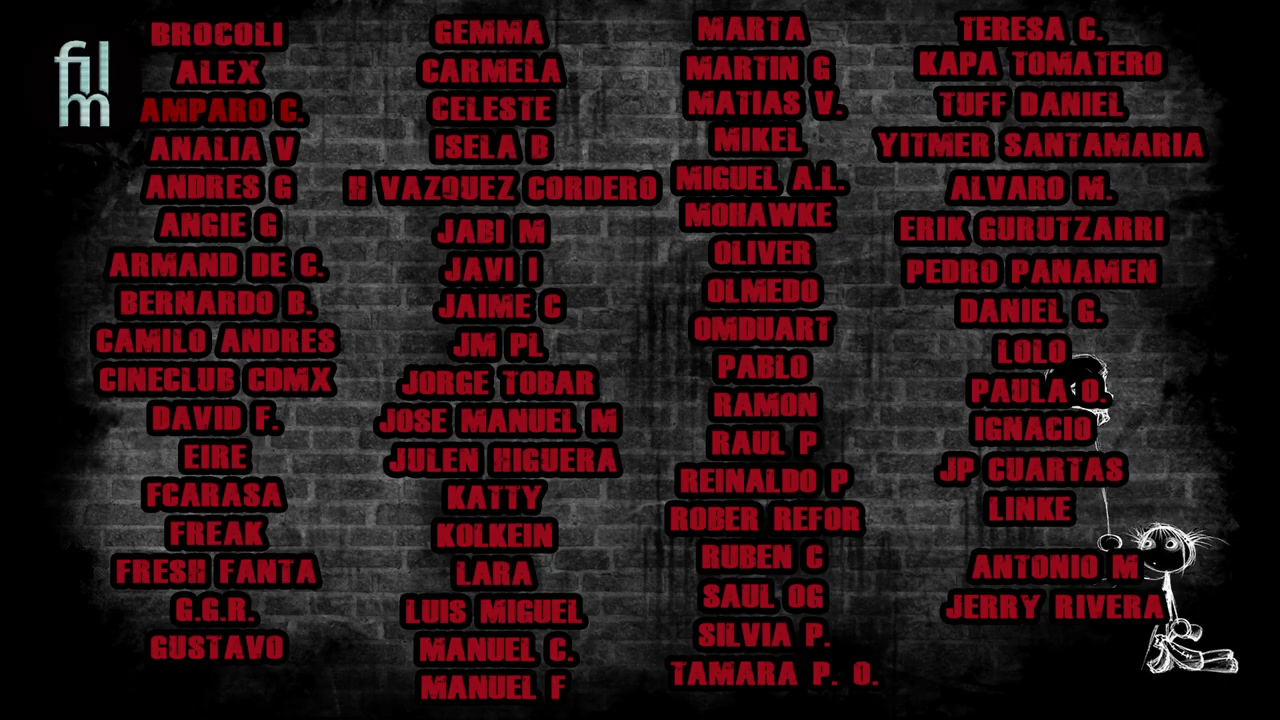 film
BROCOLI
ALEX
AMPARO C.
ANALIA V
ANDRES G
ANGIE G
ARMAND DE C.
BERNARDO B.
CAMILO ANDRES
CINECLUB CDMX
DAVID F.
EIRE
FCARASA
FREAK
FRESH FANTA
G.G.R.
GUSTAVO
GEMMA
CARMELA
CELESTE
ISELA B
H VAZQUEZ CORDERO
JABI M
JAVI I
JAIME C
JM PL
JORGE TOBAR
JOSE MANUEL M
JULEN HIGUERA
KATTY
KOLKEIN
LARA
LUIS MIGUEL
MANUEL C.
MANUEL F
MARTA
MARTIN G
MATIAS V.
MIKEL
MIGUEL A.L.
MOHAWKE
OLIVER
OLMEDO
OMDUART
PABLO
RAMON
RAUL P
REINALDO P
ROBER REFOR
RUBEN C
SAUL OG
SILVIA P.
TAMARA P. O.
TERESA C.
KAPA TOMATERO
TUFF DANIEL
YITMER SANTAMARIA
ALVARO M.
ERIK GURUTZARRI
PEDRO PANAMEN
DANIEL G.
LOLO
PAULA O.
IGNACIO
JP CUARTAS
LINKE
ANTONIO M
JERRY RIVERA